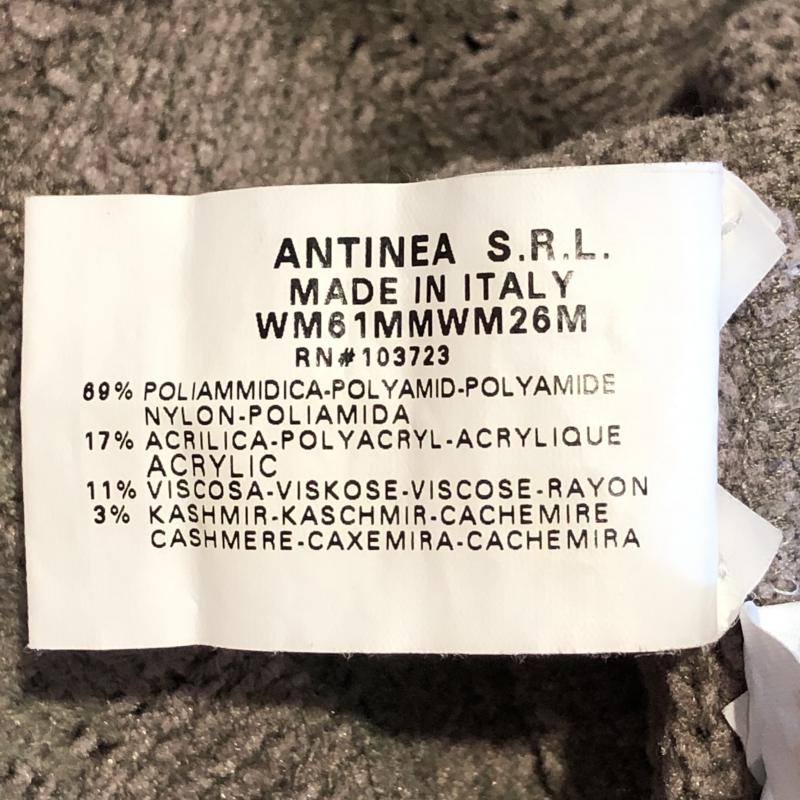 ANTINEA S.R.L.
MADE IN ITALY
WM61MMWM26M
RN#103723
69% POLIAMMIDICA-POLYAMID-POLYAMIDE
NYLON-POLIAMIDA
17% ACRILICA-POLYACRYL-ACRYLIQUE
ACRYLIC
11% VISCOSA-VISKOSE-VISCOSE-RAYON
3% KASHMIR-KASCHMIR-CACHEMIRE
CASHMERE-CAXEMIRA-CACHEMIRA